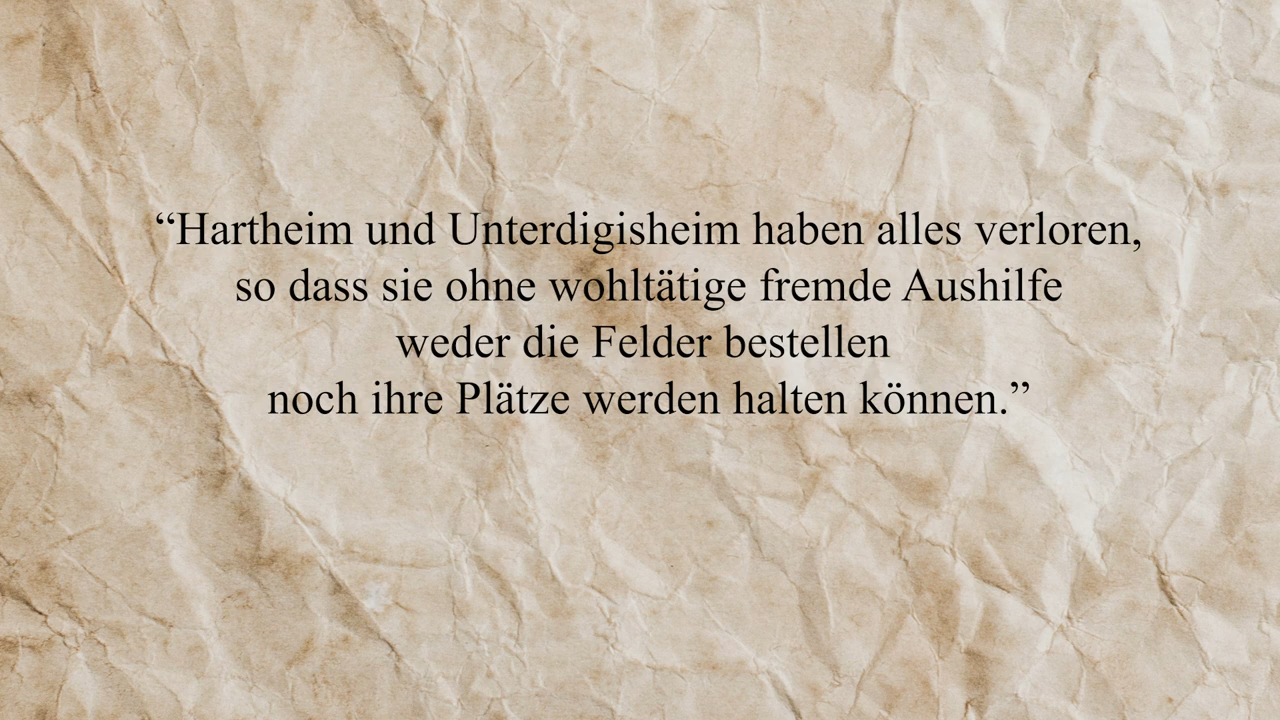 “Hartheim und Unterdigisheim haben alles verloren,
so dass sie ohne wohltätige fremde Aushilfe
weder die Felder bestellen
noch ihre Plätze werden halten können.”